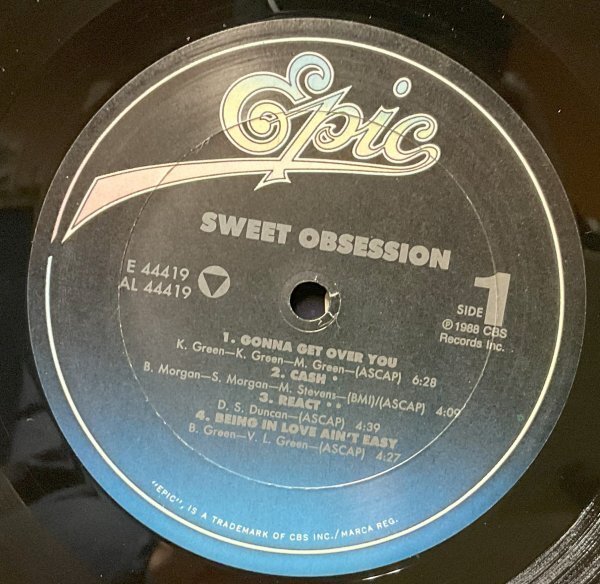 Epic
SWEET OBSESSION
E 44419
AL 44419
SIDE 1
℗ 1988 CBS
Records Inc.
1. GONNA GET OVER YOU
K. Green—K. Green—M. Green—(ASCAP) 6:28
2. CASH *
B. Morgan—S. Morgan—M. Stevens—(BMI)/(ASCAP) 4:09
3. REACT * *
D. S. Duncan—(ASCAP) 4:39
4. BEING IN LOVE AIN'T EASY
B. Green—V. L. Green—(ASCAP) 4:27
"EPIC", IS A TRADEMARK OF CBS INC./MARCA REG.